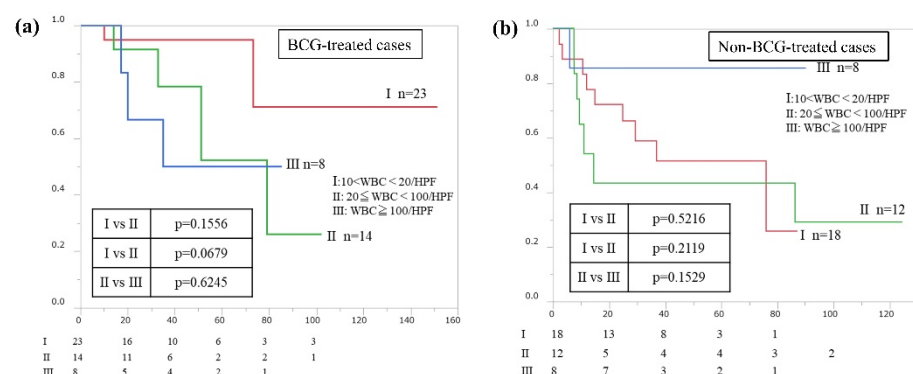 (a)
BCG-treated cases
1.0
0.8
0.6
0.4
0.2
0.0
I n=23
III n=8
II n=14
I:10<WBC<20/HPF
II: 20≦WBC<100/HPF
III: WBC≧100/HPF
I vs II p=0.1556
I vs II p=0.0679
II vs III p=0.6245
0 20 40 60 80 100 120 140 160
I 23 16 10 6 3 3
II 14 11 6 2 2 1
III 8 5 4 2 1
(b)
Non-BCG-treated cases
1.0
0.8
0.6
0.4
0.2
0.0
III n=8
I:10<WBC<20/HPF
II: 20≦WBC<100/HPF
III: WBC≧100/HPF
II n=12
I n=18
I vs II p=0.5216
I vs II p=0.2119
II vs III p=0.1529
0 20 40 60 80 100 120
I 18 13 8 3 1
II 12 5 4 4 3 2
III 8 7 3 2 1